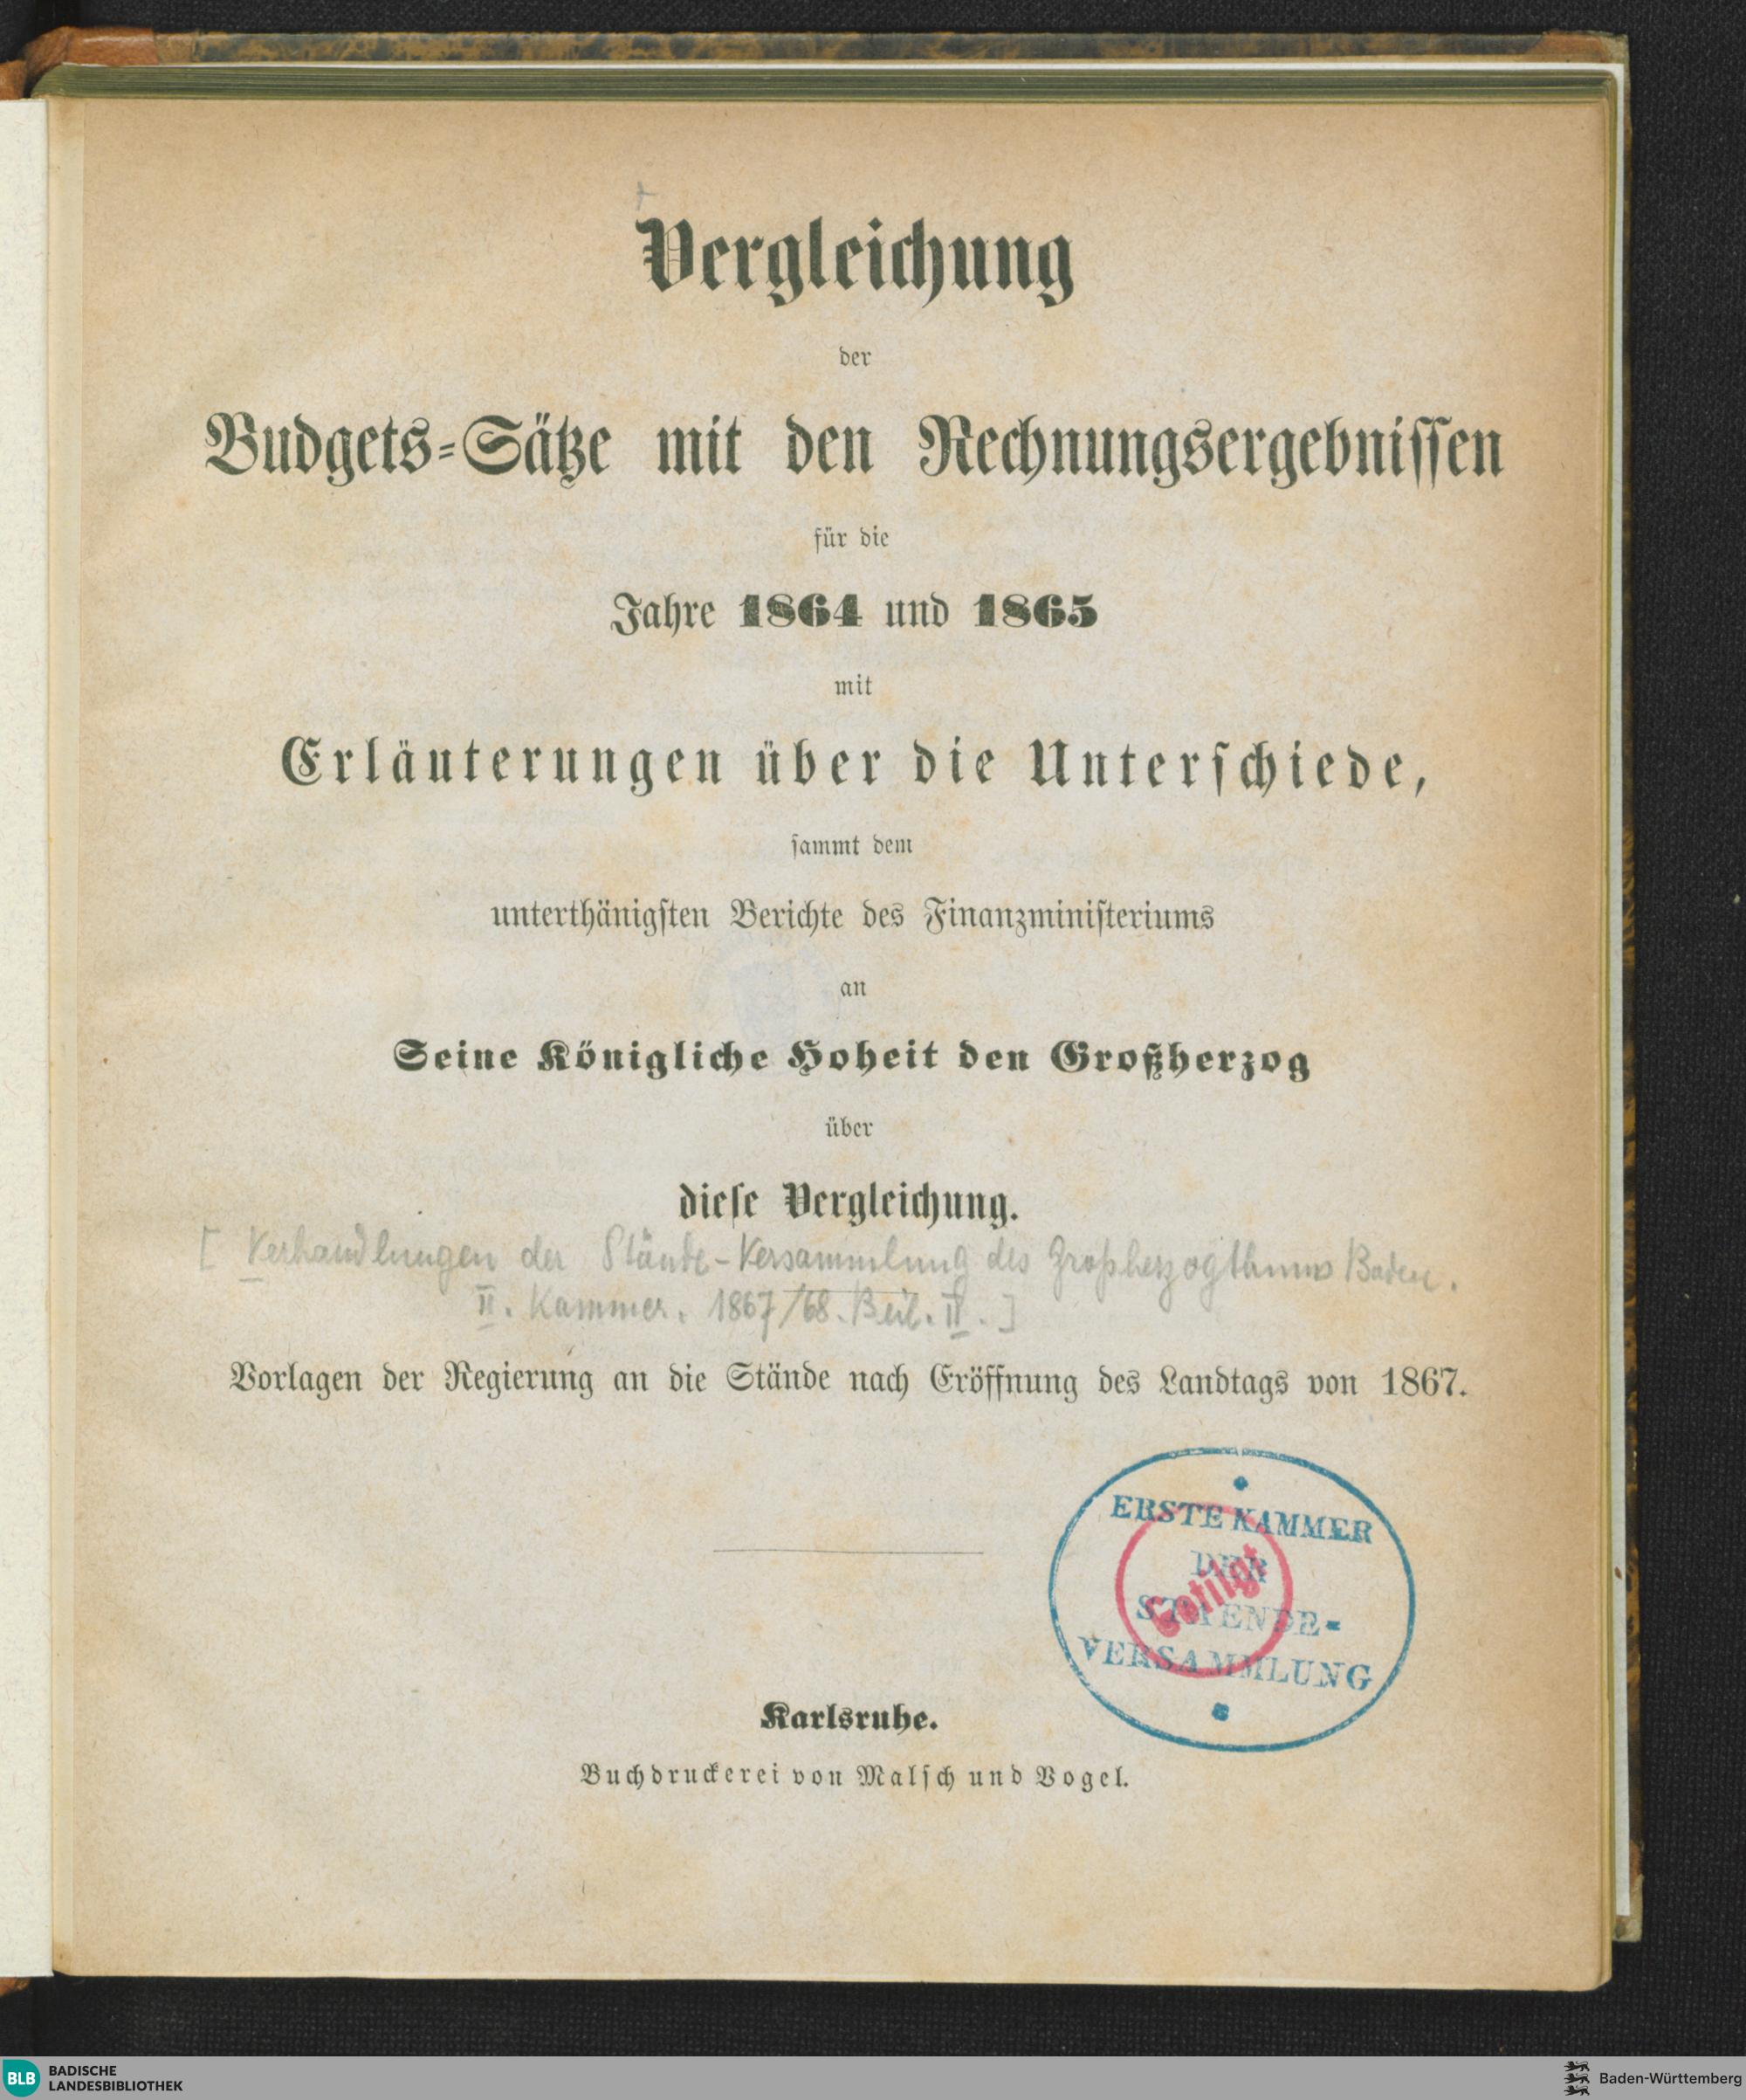 Vergleichung
der
Budgets-Sätze mit den Rechnungsergebnissen
für die
Jahre 1864 und 1865
mit
Erläuterungen über die Unterschiede,
sammt dem
unterthänigsten Berichte des Finanzministeriums
an
Seine Königliche Hoheit den Großherzog
über
diese Vergleichung.
[ Verhandlungen der Stände-Versammlung des Großherzogthums Baden.
II. Kammer. 1867/68. Beil. II. ]
Vorlagen der Regierung an die Stände nach Eröffnung des Landtags von 1867.
ERSTE KAMMER
DER
STAENDE-
VERSAMMLUNG
Getilgt
Karlsruhe.
Buchdruckerei von Malsch und Vogel.
BLB BADISCHE
LANDESBIBLIOTHEK
Baden-Württemberg